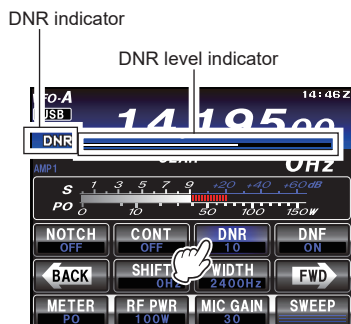 DNR indicator
DNR level indicator
VFO-A
14:46Z
USB
14.195.00
DNR
AMP1
0Hz
S 1 3 5 7 9 +20 +40 +60dB
PO 0 10 50 100 150W
NOTCH CONT DNR DNF
OFF OFF 10 ON
BACK SHIFT WIDTH FWD
0Hz 2400Hz
METER RF PWR MIC GAIN SWEEP
PO 100W 30